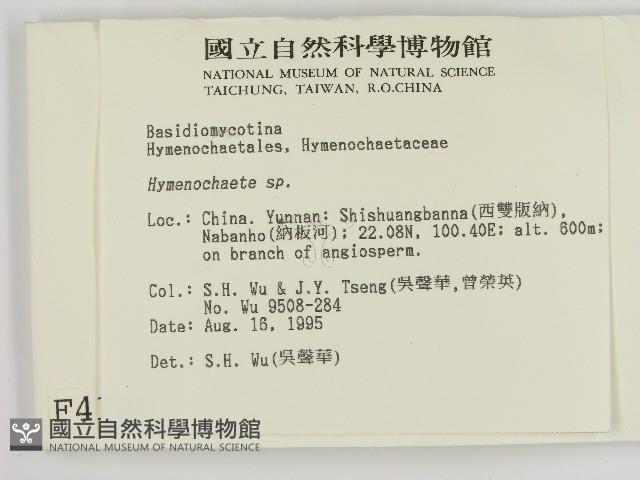 國立自然科學博物館
NATIONAL MUSEUM OF NATURAL SCIENCE
TAICHUNG, TAIWAN, R.O.CHINA
Basidiomycotina
Hymenochaetales, Hymenochaetaceae
Hymenochaete sp.
Loc.: China. Yunnan: Shishuangbanna(西雙版納),
Nabanho(納板河); 22.08N, 100.40E; alt. 600m;
on branch of angiosperm.
Col.: S.H. Wu & J.Y. Tseng(吳聲華,曾榮英)
No. Wu 9508-284
Date: Aug. 16, 1995
Det.: S.H. Wu(吳聲華)
國立自然科學博物館
NATIONAL MUSEUM OF NATURAL SCIENCE